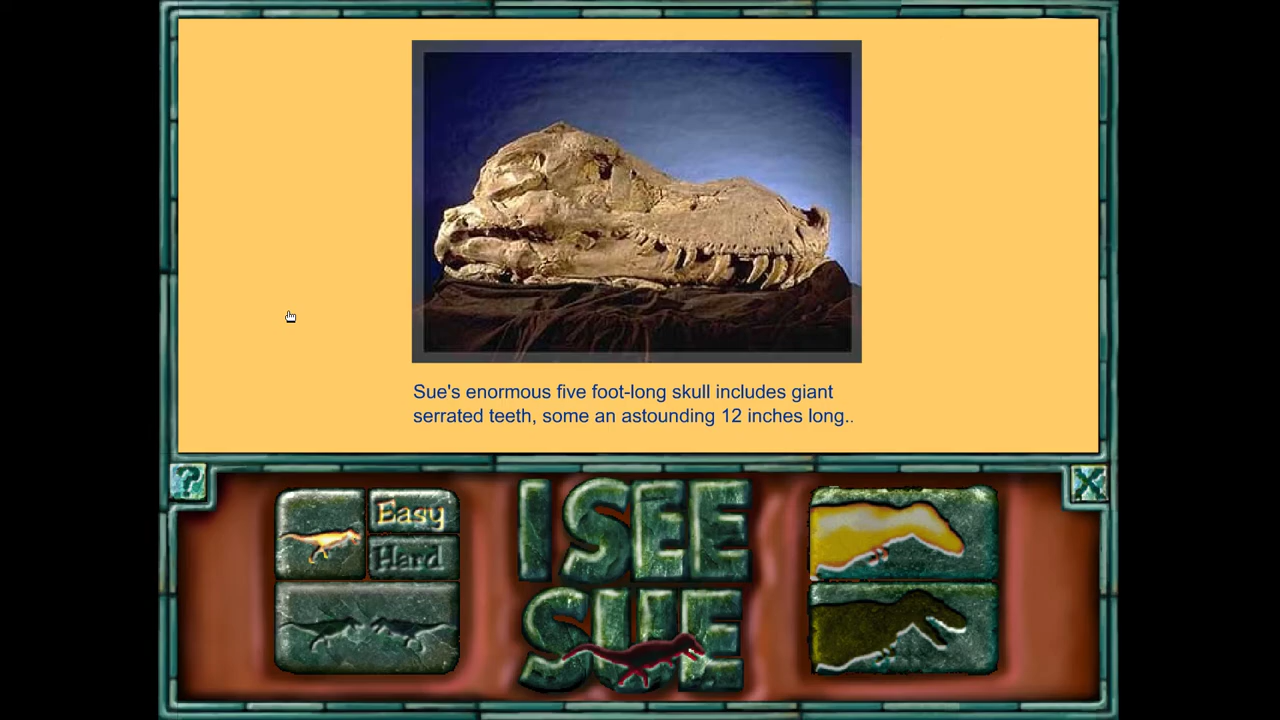 Sue's enormous five foot-long skull includes giant
serrated teeth, some an astounding 12 inches long..
?
X
Easy
Hard
I SEE
SUE